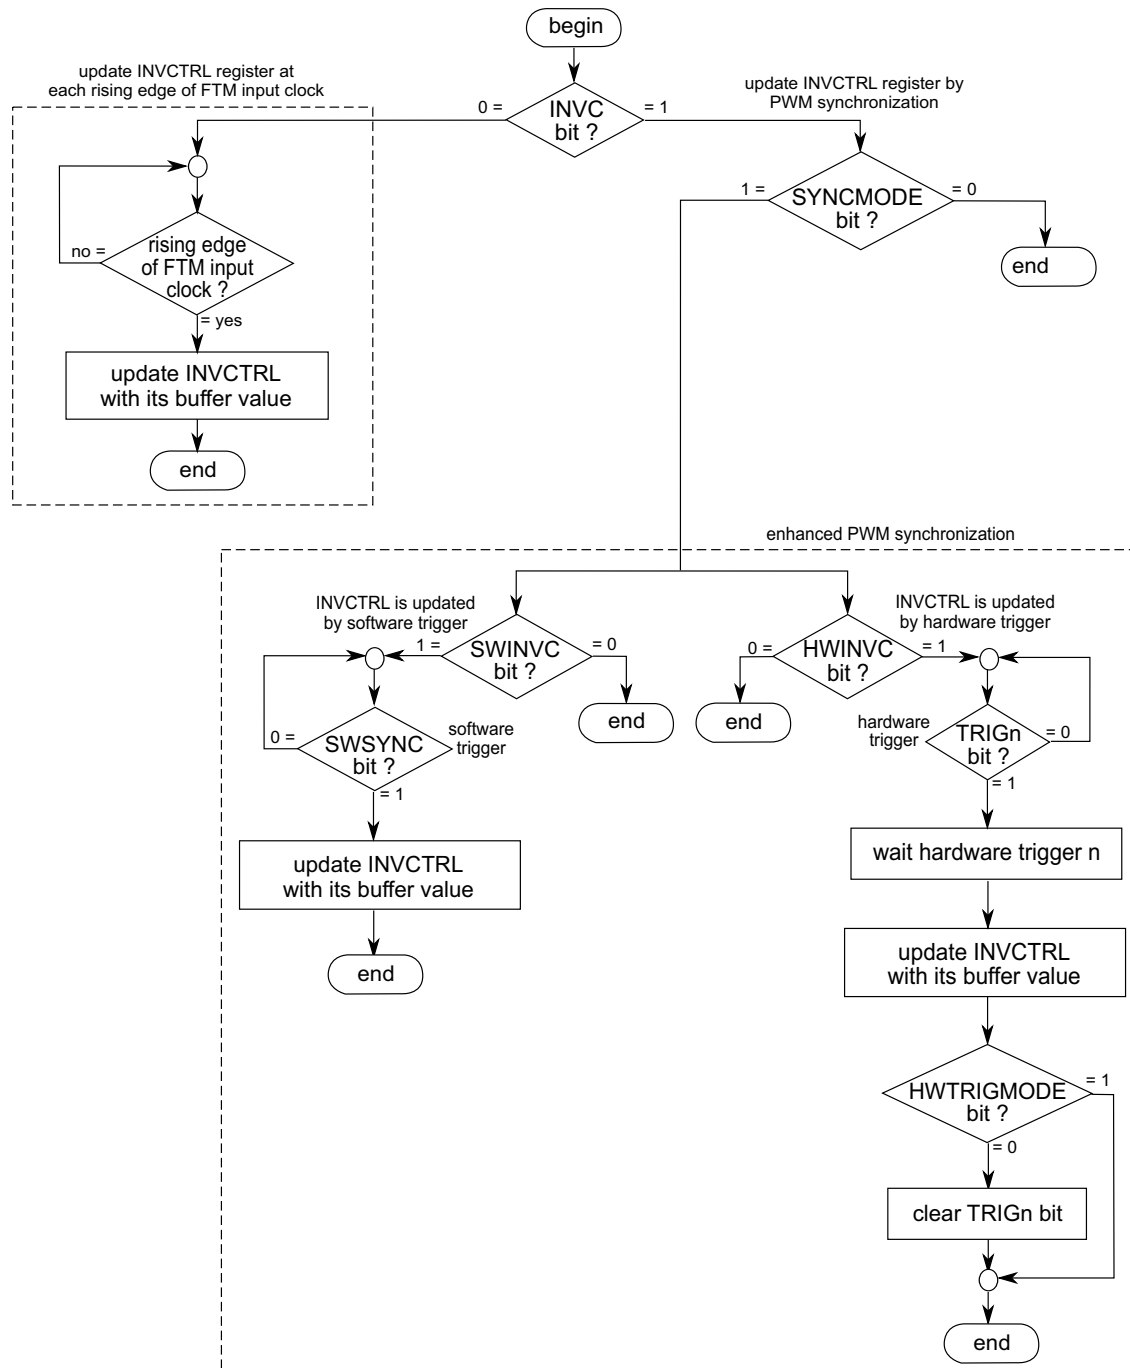 begin
update INVCTRL register at
each rising edge of FTM input clock
update INVCTRL register by
PWM synchronization
0 =
INVC
bit ?
= 1
1 =
SYNCMODE
bit ?
= 0
end
no =
rising edge
of FTM input
clock ?
= yes
update INVCTRL
with its buffer value
end
enhanced PWM synchronization
INVCTRL is updated
by software trigger
1 =
SWINVC
bit ?
= 0
end
0 =
HWINVC
bit ?
= 1
end
INVCTRL is updated
by hardware trigger
0 =
SWSYNC
bit ?
software
trigger
= 1
update INVCTRL
with its buffer value
end
hardware
trigger
TRIGn
bit ?
= 0
= 1
wait hardware trigger n
update INVCTRL
with its buffer value
HWTRIGMODE
bit ?
= 1
= 0
clear TRIGn bit
end